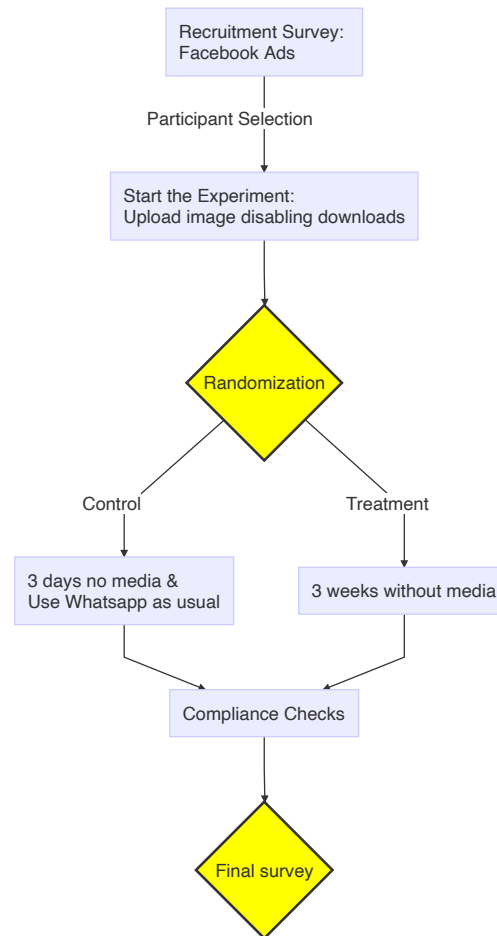 Recruitment Survey:
Facebook Ads
Participant Selection
Start the Experiment:
Upload image disabling downloads
Randomization
Control
Treatment
3 days no media &
Use Whatsapp as usual
3 weeks without media
Compliance Checks
Final survey